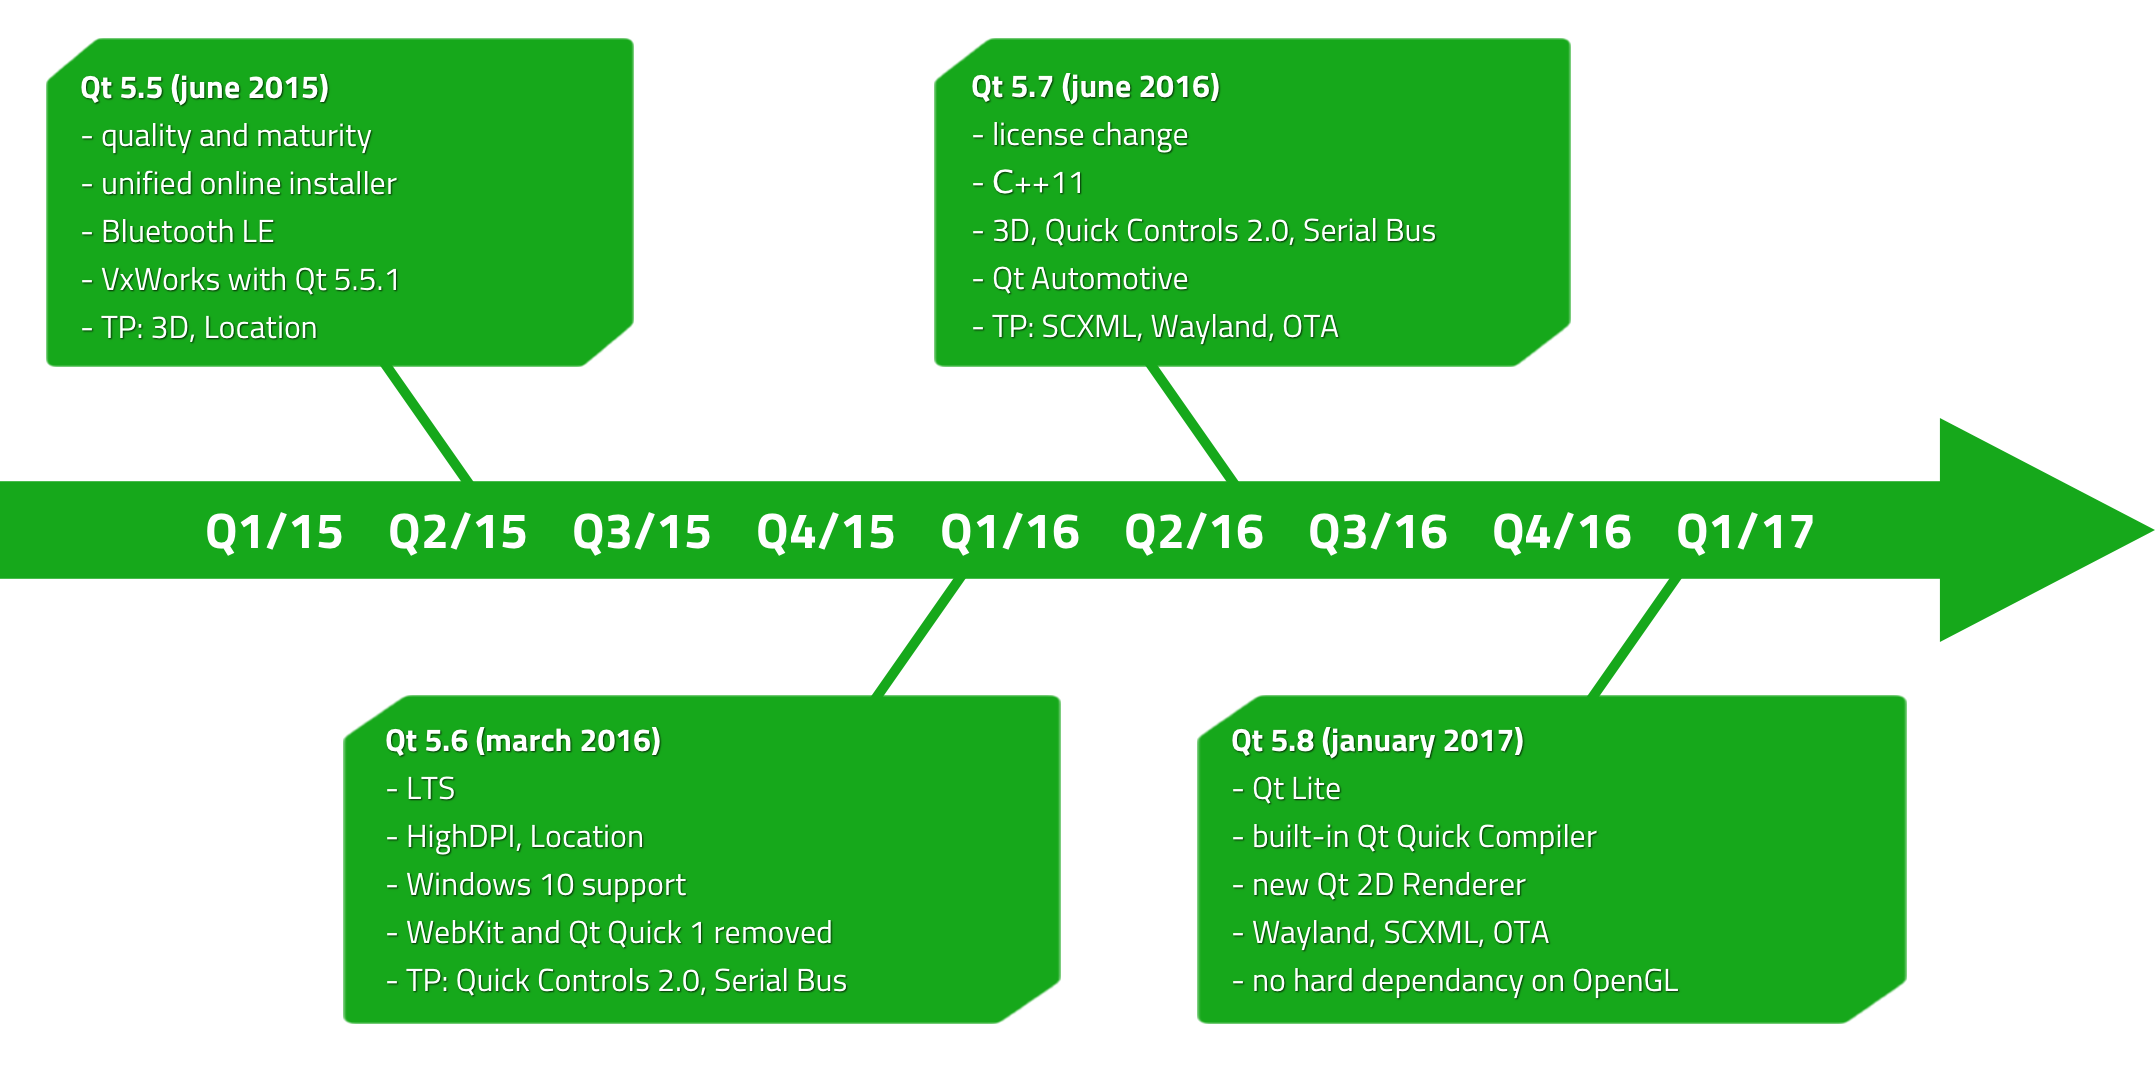 Qt 5.5 (june 2015)
- quality and maturity
- unified online installer
- Bluetooth LE
- VxWorks with Qt 5.5.1
- TP: 3D, Location
Qt 5.7 (june 2016)
- license change
- C++11
- 3D, Quick Controls 2.0, Serial Bus
- Qt Automotive
- TP: SCXML, Wayland, OTA
Q1/15 Q2/15 Q3/15 Q4/15 Q1/16 Q2/16 Q3/16 Q4/16 Q1/17
Qt 5.6 (march 2016)
- LTS
- HighDPI, Location
- Windows 10 support
- WebKit and Qt Quick 1 removed
- TP: Quick Controls 2.0, Serial Bus
Qt 5.8 (january 2017)
- Qt Lite
- built-in Qt Quick Compiler
- new Qt 2D Renderer
- Wayland, SCXML, OTA
- no hard dependancy on OpenGL